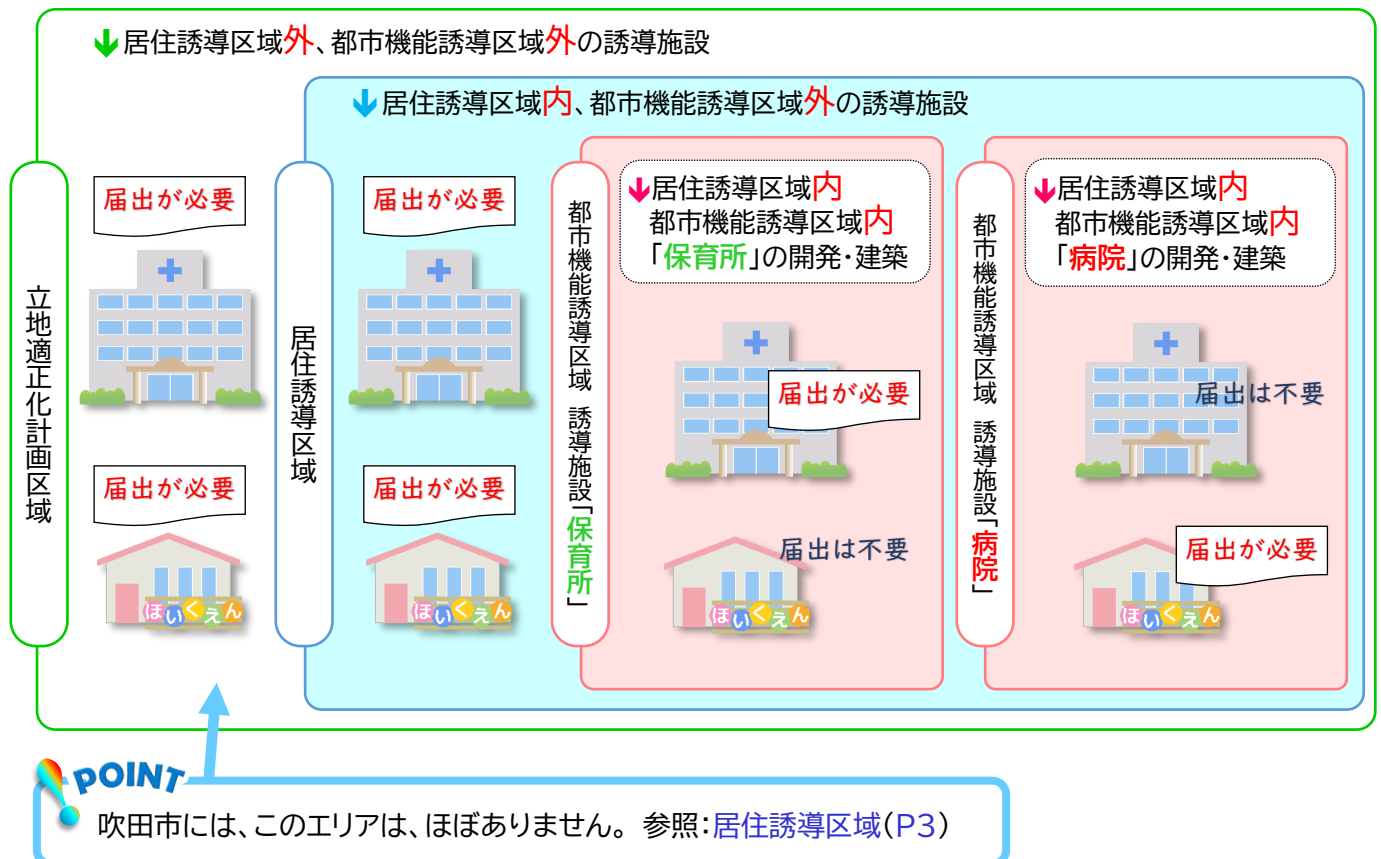 居住誘導区域外、都市機能誘導区域外の誘導施設
居住誘導区域内、都市機能誘導区域外の誘導施設
立地適正化計画区域
届出が必要
届出が必要
ほいくえん
居住誘導区域
届出が必要
届出が必要
ほいくえん
都市機能誘導区域 誘導施設「保育所」
居住誘導区域内
都市機能誘導区域内
「保育所」の開発・建築
届出が必要
届出は不要
ほいくえん
都市機能誘導区域 誘導施設「病院」
居住誘導区域内
都市機能誘導区域内
「病院」の開発・建築
届出は不要
届出が必要
ほいくえん
POINT
吹田市には、このエリアは、ほぼありません。参照：居住誘導区域（P3）